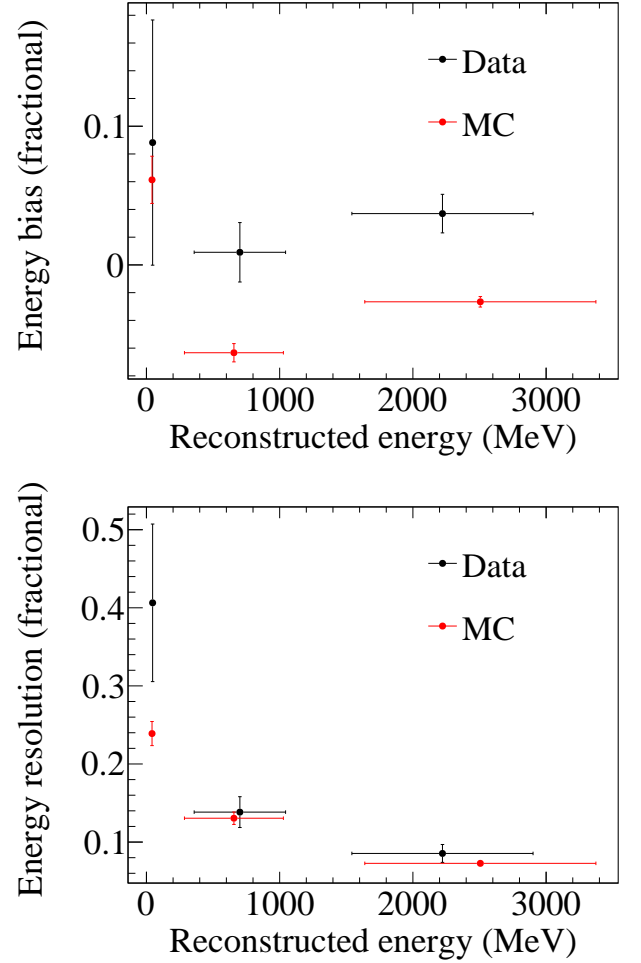 Energy bias (fractional)
0.1
0
Data
MC
0 1000 2000 3000
Reconstructed energy (MeV)
Energy resolution (fractional)
0.5
0.4
0.3
0.2
0.1
Data
MC
0 1000 2000 3000
Reconstructed energy (MeV)